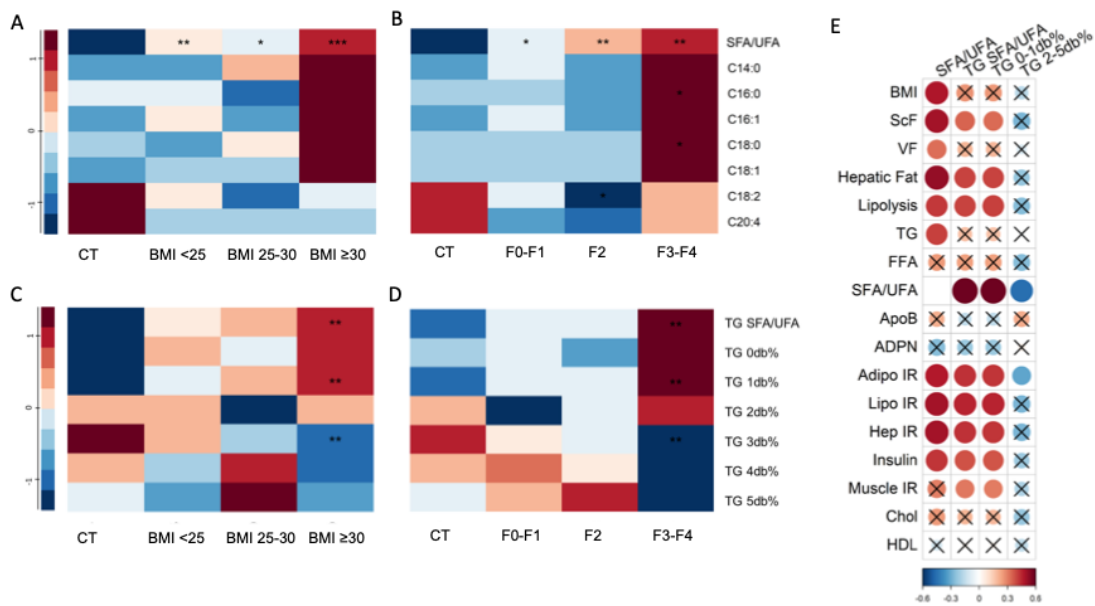 A
B
E
** * ***
* ** **
SFA/UFA
C14:0
C16:0
*
C16:1
C18:0
*
C18:1
C18:2
*
C20:4
1
0
-1
CT BMI <25 BMI 25-30 BMI ≥30
CT F0-F1 F2 F3-F4
C
D
**
**
TG SFA/UFA
TG 0db%
**
**
TG 1db%
TG 2db%
**
**
TG 3db%
TG 4db%
TG 5db%
1
0
-1
CT BMI <25 BMI 25-30 BMI ≥30
CT F0-F1 F2 F3-F4
SFA/UFA
TG SFA/UFA
TG 0-1db%
TG 2-5db%
BMI
ScF
VF
Hepatic Fat
Lipolysis
TG
FFA
SFA/UFA
ApoB
ADPN
Adipo IR
Lipo IR
Hep IR
Insulin
Muscle IR
Chol
HDL
-0.6 -0.3 0 0.3 0.6